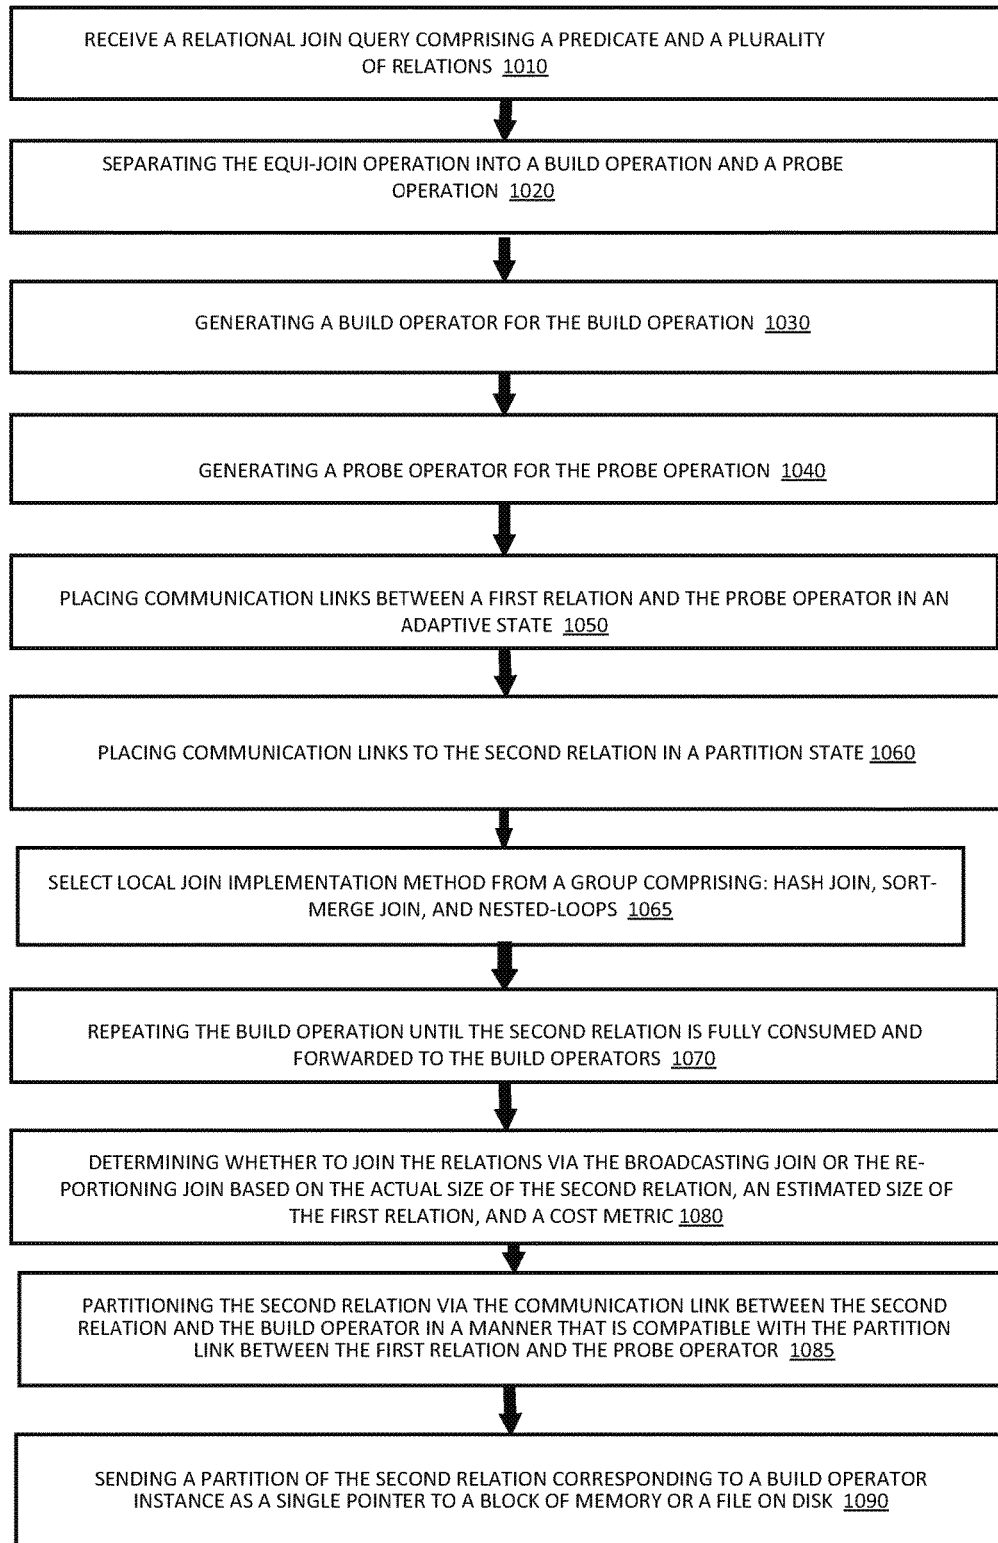 RECEIVE A RELATIONAL JOIN QUERY COMPRISING A PREDICATE AND A PLURALITY
OF RELATIONS 1010
SEPARATING THE EQUI-JOIN OPERATION INTO A BUILD OPERATION AND A PROBE
OPERATION 1020
GENERATING A BUILD OPERATOR FOR THE BUILD OPERATION 1030
GENERATING A PROBE OPERATOR FOR THE PROBE OPERATION 1040
PLACING COMMUNICATION LINKS BETWEEN A FIRST RELATION AND THE PROBE OPERATOR IN AN
ADAPTIVE STATE 1050
PLACING COMMUNICATION LINKS TO THE SECOND RELATION IN A PARTITION STATE 1060
SELECT LOCAL JOIN IMPLEMENTATION METHOD FROM A GROUP COMPRISING: HASH JOIN, SORT-
MERGE JOIN, AND NESTED-LOOPS 1065
REPEATING THE BUILD OPERATION UNTIL THE SECOND RELATION IS FULLY CONSUMED AND
FORWARDED TO THE BUILD OPERATORS 1070
DETERMINING WHETHER TO JOIN THE RELATIONS VIA THE BROADCASTING JOIN OR THE RE-
PORTIONING JOIN BASED ON THE ACTUAL SIZE OF THE SECOND RELATION, AN ESTIMATED SIZE OF
THE FIRST RELATION, AND A COST METRIC 1080
PARTITIONING THE SECOND RELATION VIA THE COMMUNICATION LINK BETWEEN THE SECOND
RELATION AND THE BUILD OPERATOR IN A MANNER THAT IS COMPATIBLE WITH THE PARTITION
LINK BETWEEN THE FIRST RELATION AND THE PROBE OPERATOR 1085
SENDING A PARTITION OF THE SECOND RELATION CORRESPONDING TO A BUILD OPERATOR
INSTANCE AS A SINGLE POINTER TO A BLOCK OF MEMORY OR A FILE ON DISK 1090